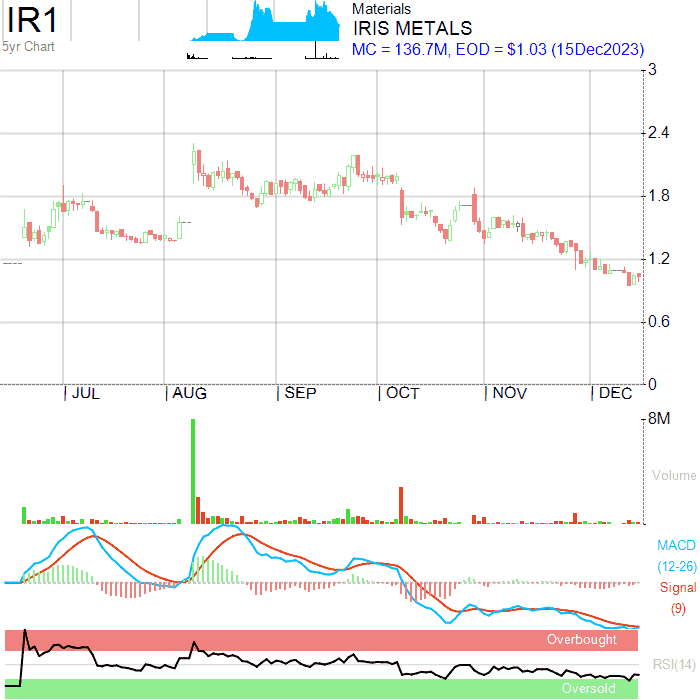 IR1
5yr Chart
Materials
IRIS METALS
MC = 136.7M, EOD = $1.03 (15Dec2023)
3
2.4
1.8
1.2
0.6
0
JUL AUG SEP OCT NOV DEC
8M
Volume
MACD
(12-26)
Signal
(9)
Overbought
RSI(14)
Oversold